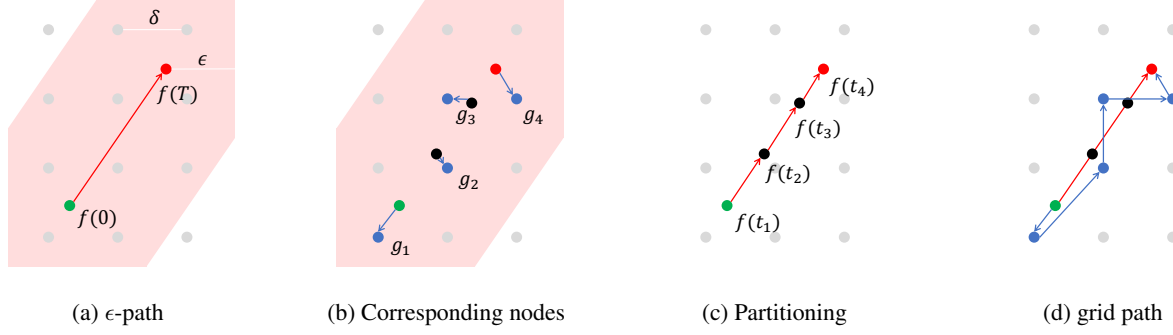 δ
ϵ
f(T)
f(0)
g₃
g₄
g₂
g₁
f(t₄)
f(t₃)
f(t₂)
f(t₁)
(a) ϵ-path
(b) Corresponding nodes
(c) Partitioning
(d) grid path